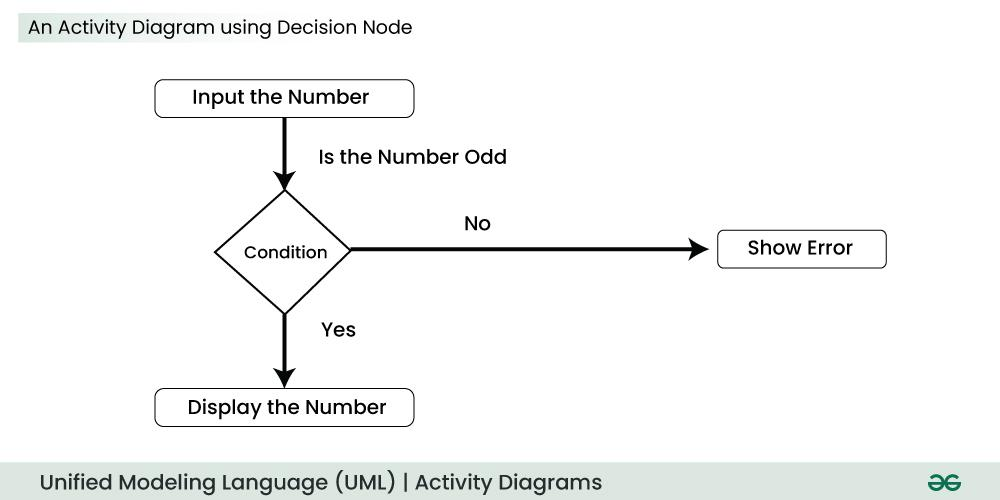 An Activity Diagram using Decision Node
Input the Number
Is the Number Odd
No
Condition
Show Error
Yes
Display the Number
Unified Modeling Language (UML) | Activity Diagrams